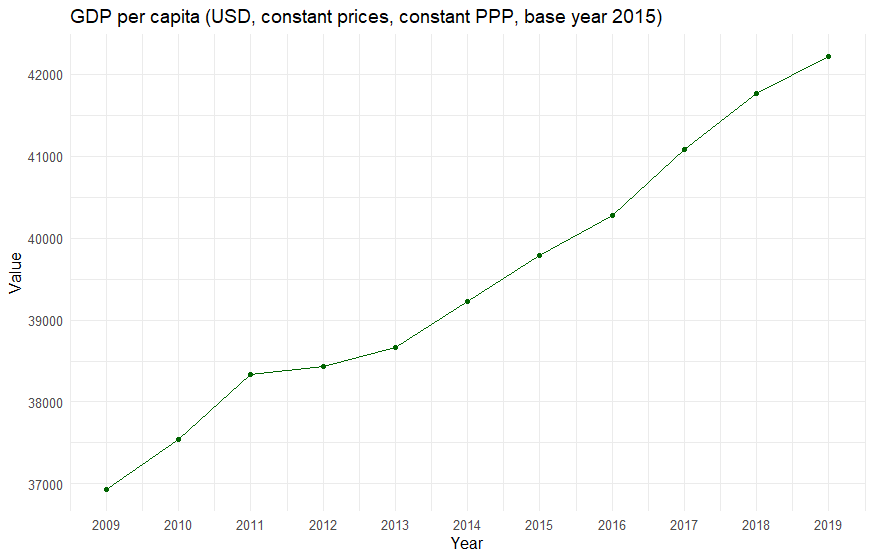 GDP per capita (USD, constant prices, constant PPP, base year 2015)
42000
41000
40000
39000
38000
37000
Value
2009 2010 2011 2012 2013 2014 2015 2016 2017 2018 2019
Year